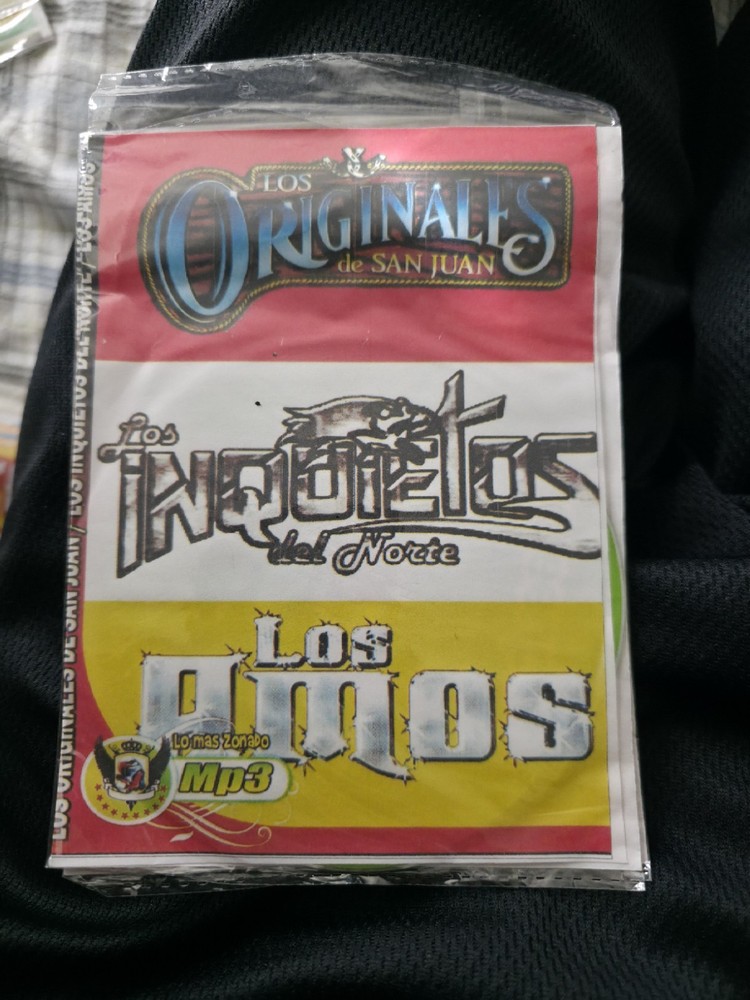 LOS
ORIGINALES
de SAN JUAN
Los
INQUIETOS
del Norte
Los
amos
Lo mas Zonado
Mp3
LOS ORIGINALES DE SAN JUAN / LOS INQUIETOS DEL NORTE / LOS AMOS